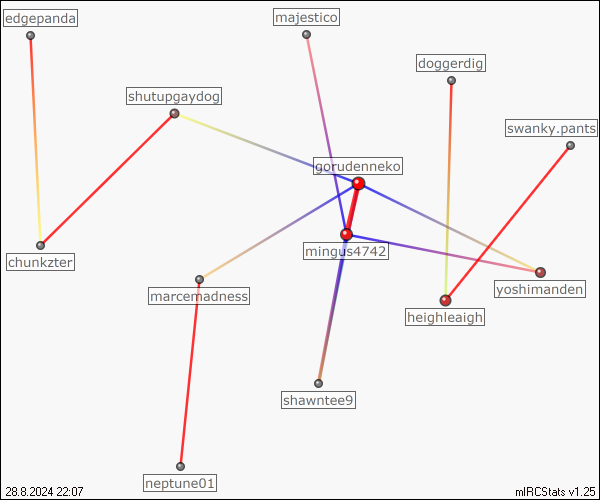 edgepanda
majestico
doggerdig
shutupgaydog
swanky.pants
gorudenneko
mingus4742
chunkzter
marcemadness
yoshimanden
heighleaigh
shawntee9
neptune01
28.8.2024 22:07
mIRCStats v1.25